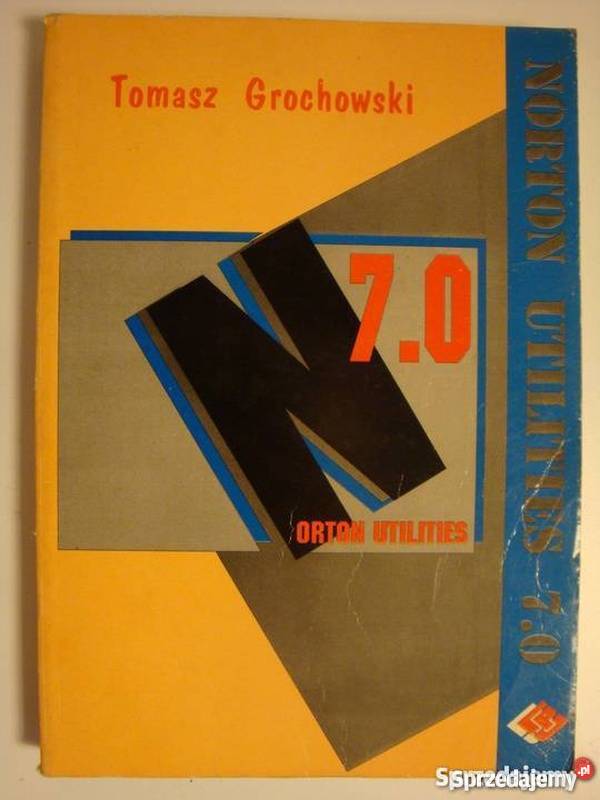 Tomasz Grochowski
NORTON UTILITIES 7.0
7.0
N
ORTON UTILITIES
Sprzedajemy.pl